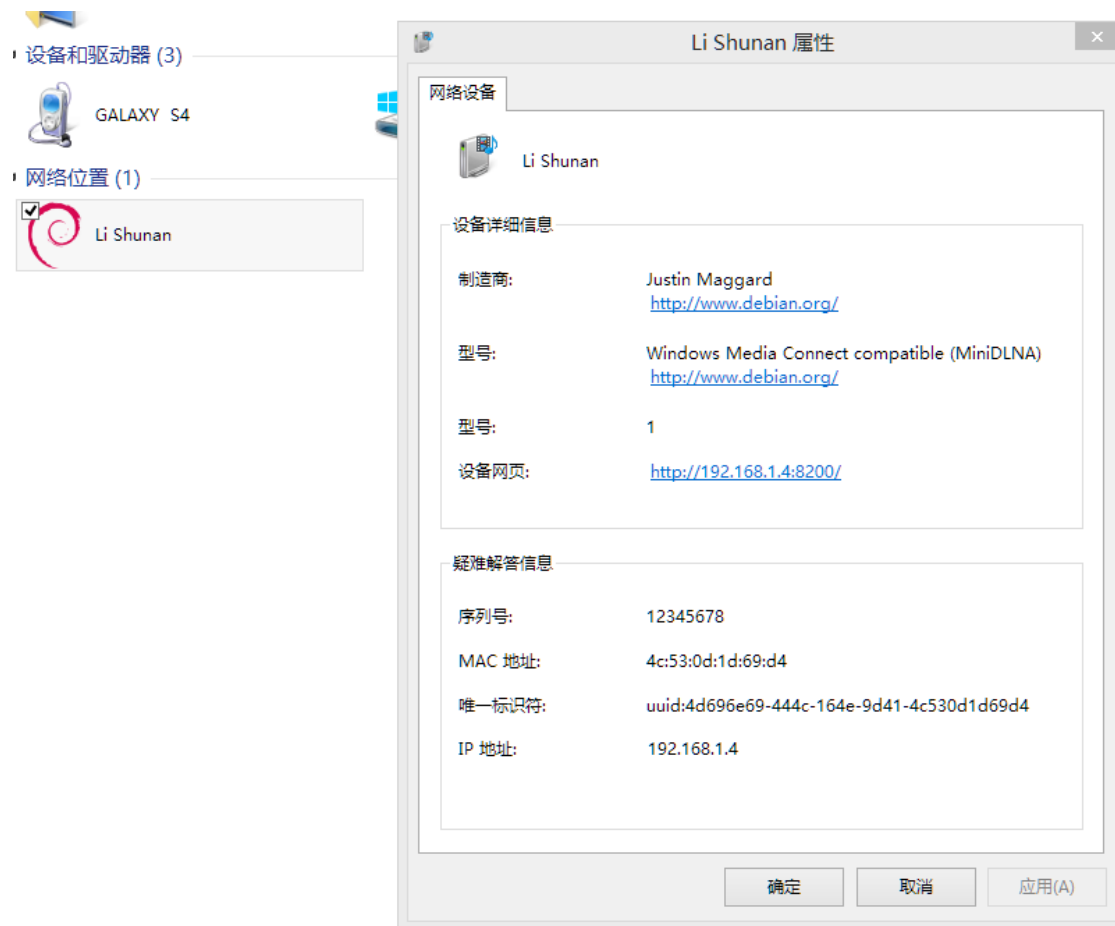 设备和驱动器 (3)
GALAXY S4
网络位置 (1)
Li Shunan
Li Shunan 属性
网络设备
Li Shunan
设备详细信息
制造商: Justin Maggard
http://www.debian.org/
型号: Windows Media Connect compatible (MiniDLNA)
http://www.debian.org/
型号: 1
设备网页: http://192.168.1.4:8200/
疑难解答信息
序列号: 12345678
MAC 地址: 4c:53:0d:1d:69:d4
唯一标识符: uuid:4d696e69-444c-164e-9d41-4c530d1d69d4
IP 地址: 192.168.1.4
确定 取消 应用(A)